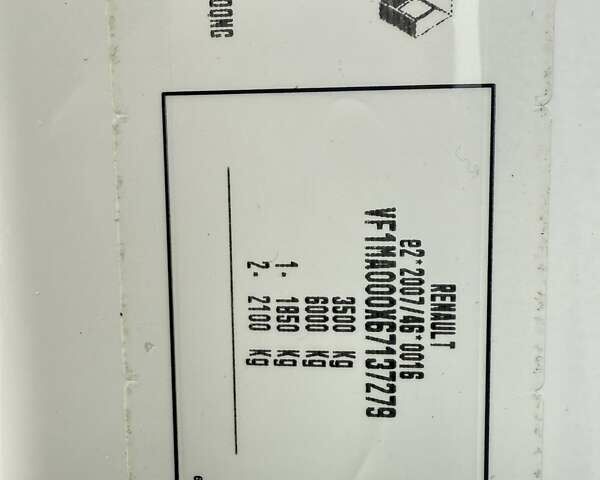 RENAULT
e2*2007/46*0016
VF1MA000X67137279
3500 Kg
6000 Kg
1- 1850 Kg
2- 2100 Kg